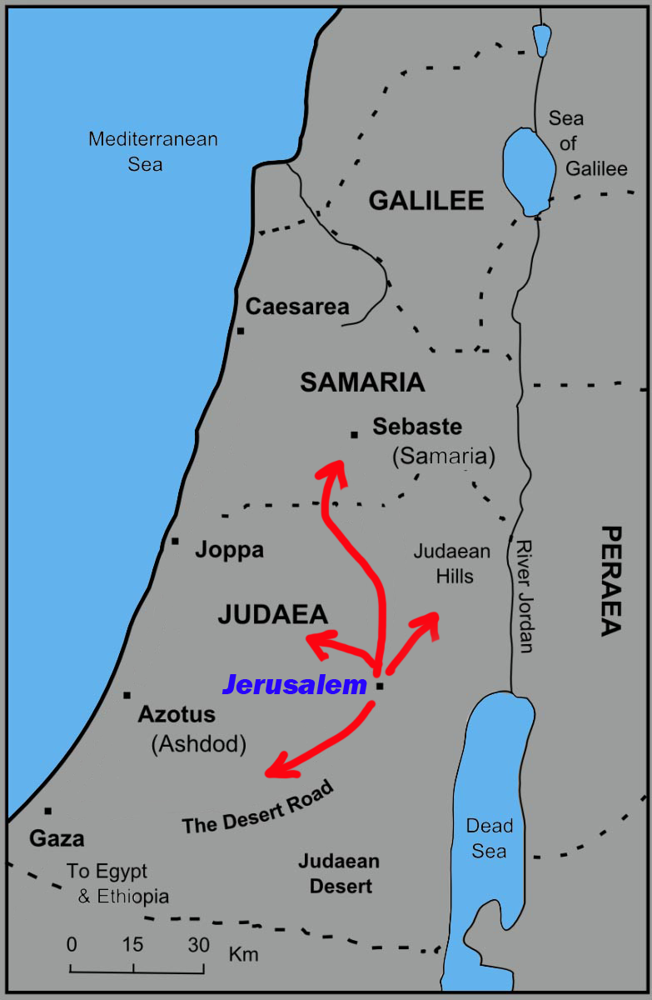 Mediterranean
Sea
Sea
of
Galilee
GALILEE
Caesarea
SAMARIA
Sebaste
(Samaria)
Joppa
Judaean
Hills
River Jordan
PERAEA
JUDAEA
Jerusalem
Azotus
(Ashdod)
The Desert Road
Gaza
Dead
Sea
To Egypt
& Ethiopia
Judaean
Desert
0 15 30 Km